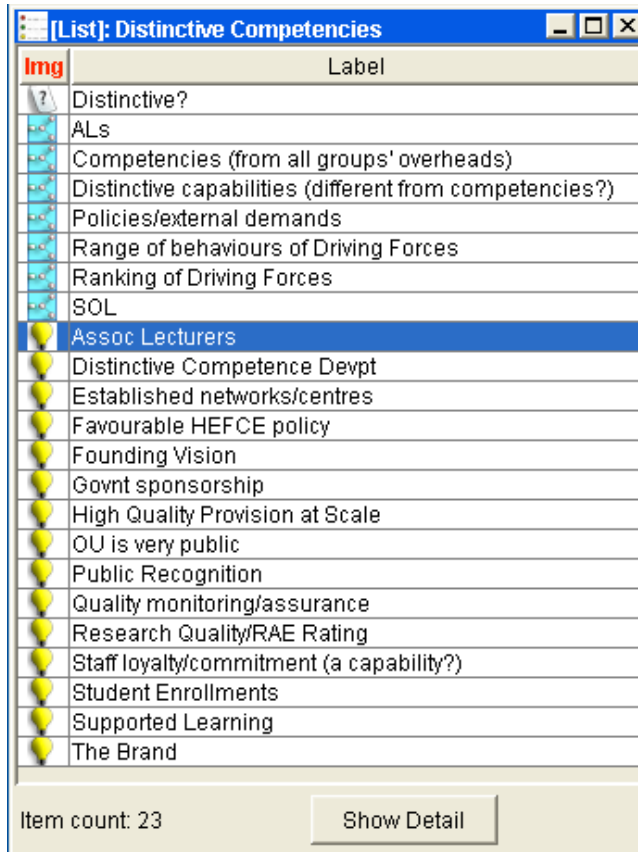 [List]: Distinctive Competencies
Img Label
? Distinctive?
ALs
Competencies (from all groups' overheads)
Distinctive capabilities (different from competencies?)
Policies/external demands
Range of behaviours of Driving Forces
Ranking of Driving Forces
SOL
Assoc Lecturers
Distinctive Competence Devpt
Established networks/centres
Favourable HEFCE policy
Founding Vision
Govnt sponsorship
High Quality Provision at Scale
OU is very public
Public Recognition
Quality monitoring/assurance
Research Quality/RAE Rating
Staff loyalty/commitment (a capability?)
Student Enrollments
Supported Learning
The Brand
Item count: 23 Show Detail